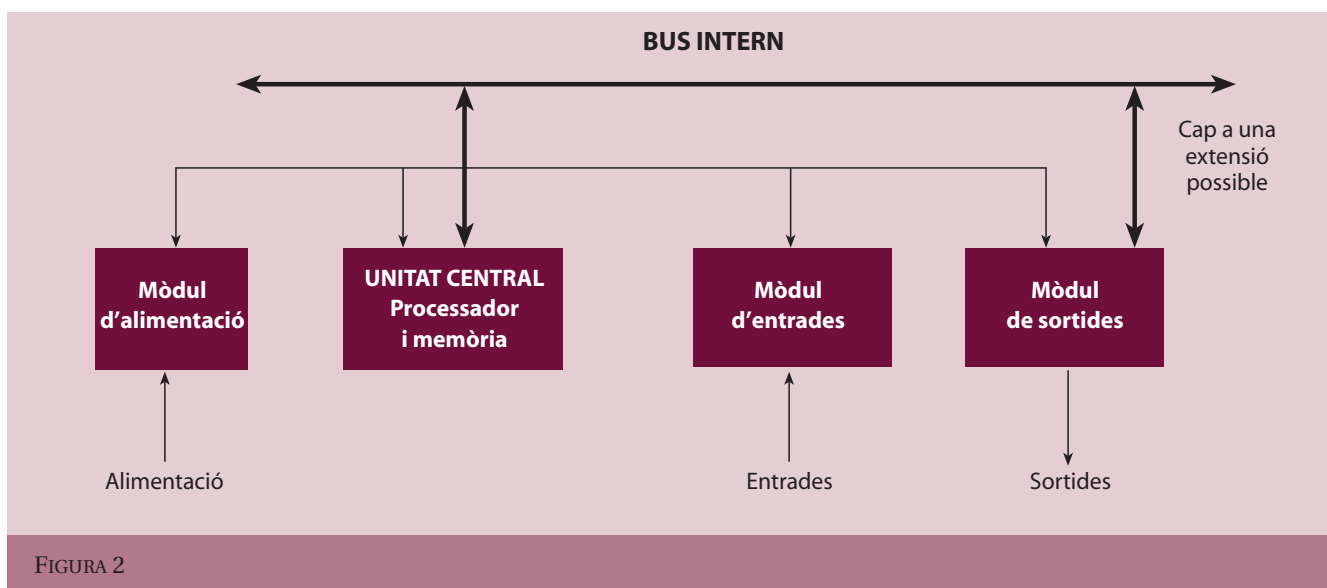 BUS INTERN
Cap a una
extensió
possible
Mòdul
d'alimentació
UNITAT CENTRAL
Processador
i memòria
Mòdul
d'entrades
Mòdul
de sortides
Alimentació
Entrades
Sortides
FIGURA 2